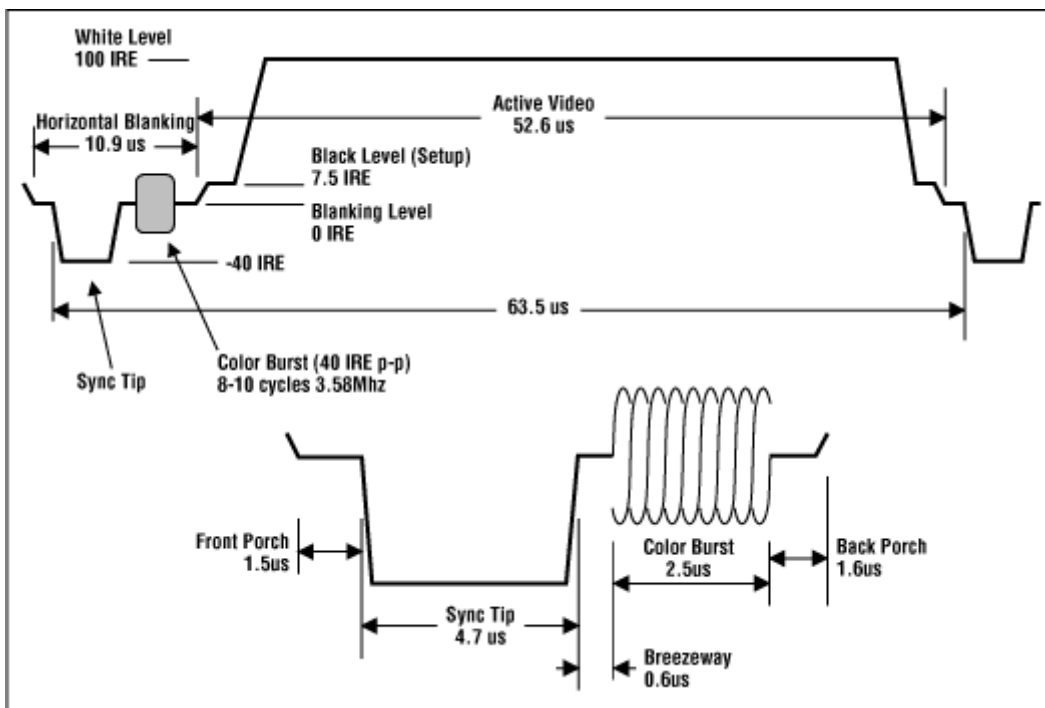 White Level
100 IRE
Active Video
52.6 us
Horizontal Blanking
10.9 us
Black Level (Setup)
7.5 IRE
Blanking Level
0 IRE
-40 IRE
63.5 us
Sync Tip
Color Burst (40 IRE p-p)
8-10 cycles 3.58Mhz
Front Porch
1.5us
Color Burst
2.5us
Back Porch
1.6us
Sync Tip
4.7 us
Breezeway
0.6us